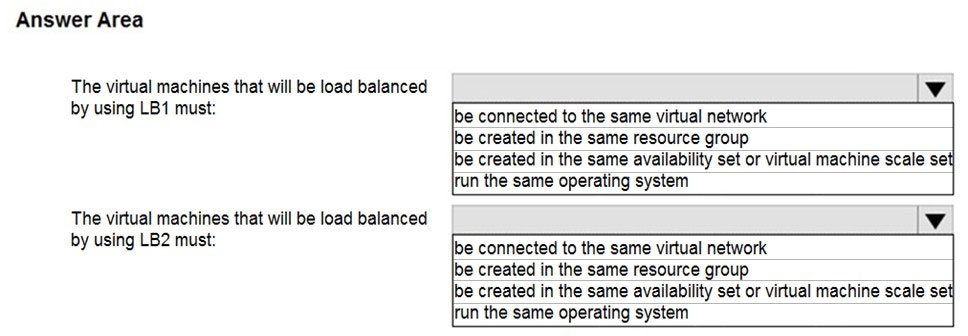 Answer Area
The virtual machines that will be load balanced
by using LB1 must:
be connected to the same virtual network
be created in the same resource group
be created in the same availability set or virtual machine scale set
run the same operating system
The virtual machines that will be load balanced
by using LB2 must:
be connected to the same virtual network
be created in the same resource group
be created in the same availability set or virtual machine scale set
run the same operating system